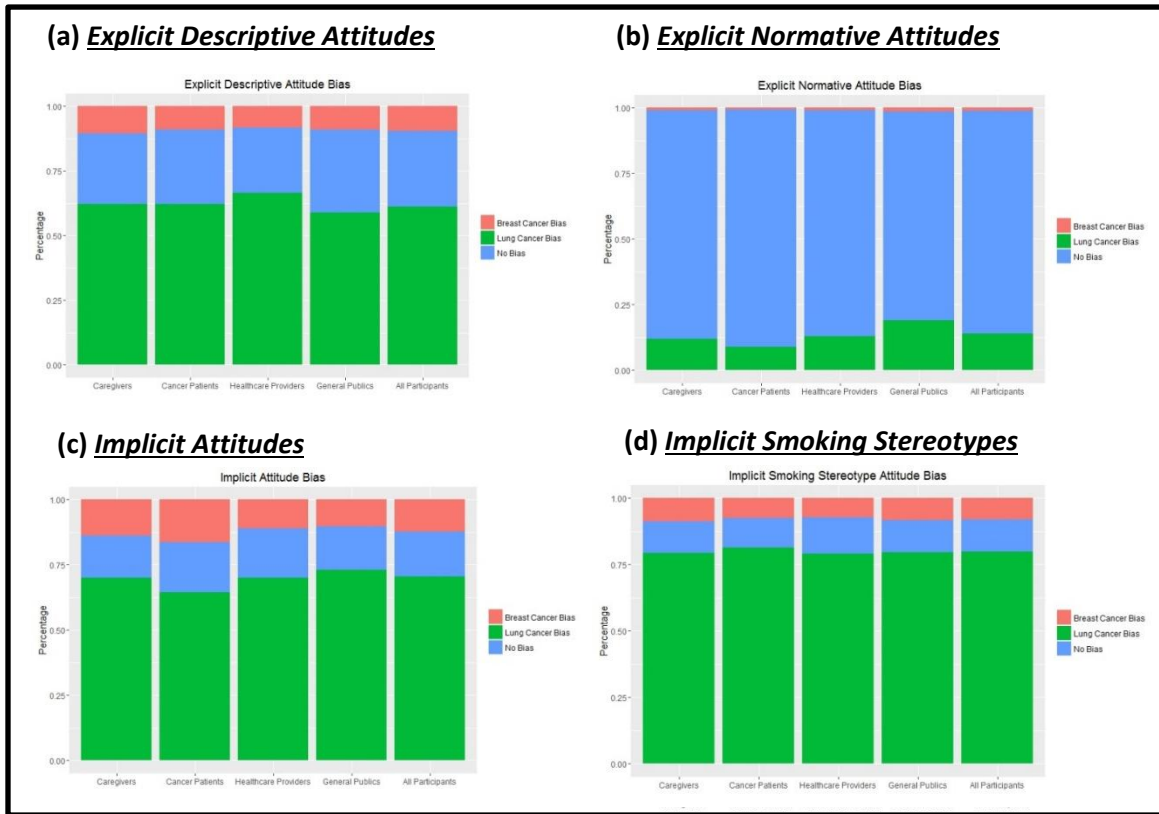 (a) Explicit Descriptive Attitudes
Explicit Descriptive Attitude Bias
1.00
0.75
0.50
0.25
0.00
Percentage
Breast Cancer Bias
Lung Cancer Bias
No Bias
Caregivers Cancer Patients Healthcare Providers General Publics All Participants
(b) Explicit Normative Attitudes
Explicit Normative Attitude Bias
1.00
0.75
0.50
0.25
0.00
Percentage
Breast Cancer Bias
Lung Cancer Bias
No Bias
Caregivers Cancer Patients Healthcare Providers General Publics All Participants
(c) Implicit Attitudes
Implicit Attitude Bias
1.00
0.75
0.50
0.25
0.00
Percentage
Breast Cancer Bias
Lung Cancer Bias
No Bias
Caregivers Cancer Patients Healthcare Providers General Publics All Participants
(d) Implicit Smoking Stereotypes
Implicit Smoking Stereotype Attitude Bias
1.00
0.75
0.50
0.25
0.00
Percentage
Breast Cancer Bias
Lung Cancer Bias
No Bias
Caregivers Cancer Patients Healthcare Providers General Publics All Participants